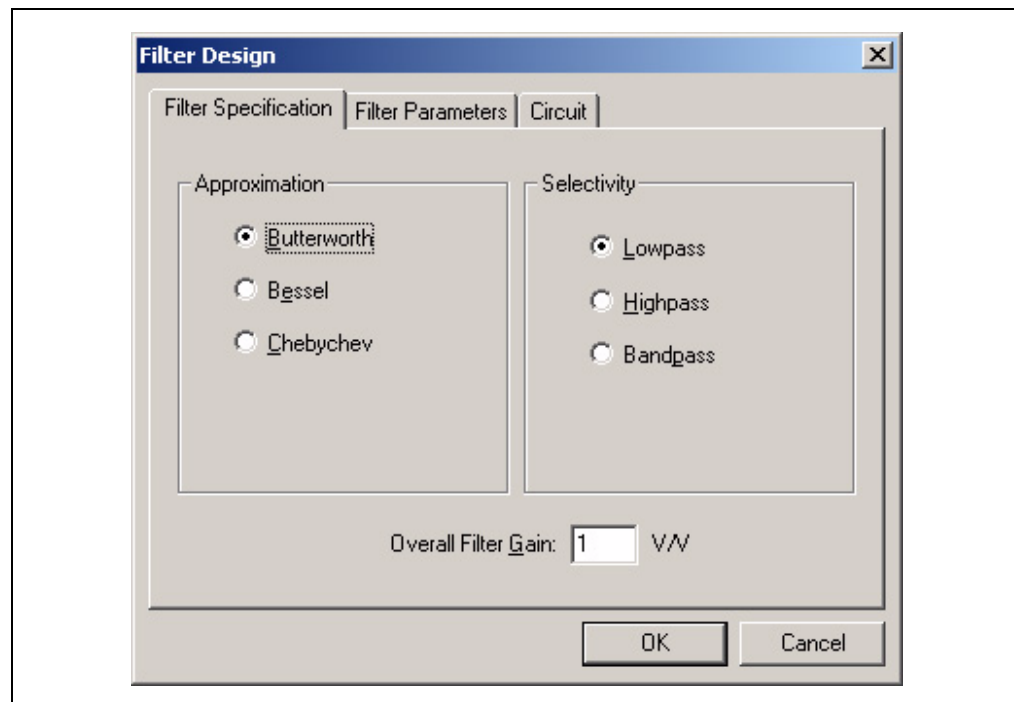 Filter Design
Filter Specification
Filter Parameters
Circuit
Approximation
Butterworth
Bessel
Chebychev
Selectivity
Lowpass
Highpass
Bandpass
Overall Filter Gain: 1 V/V
OK
Cancel